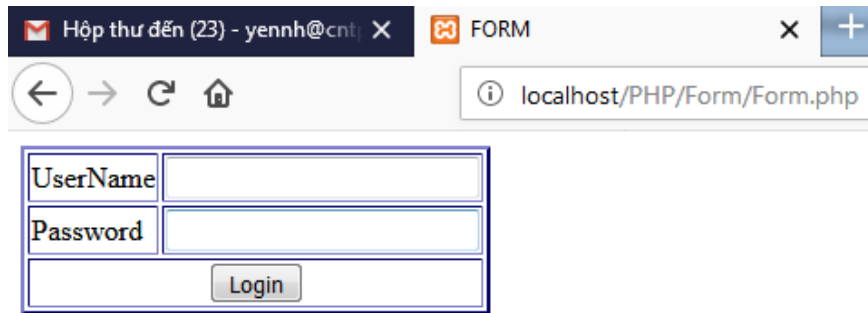 Hộp thư đến (23) - yennh@cnt
FORM
localhost/PHP/Form/Form.php
UserName
Password
Login